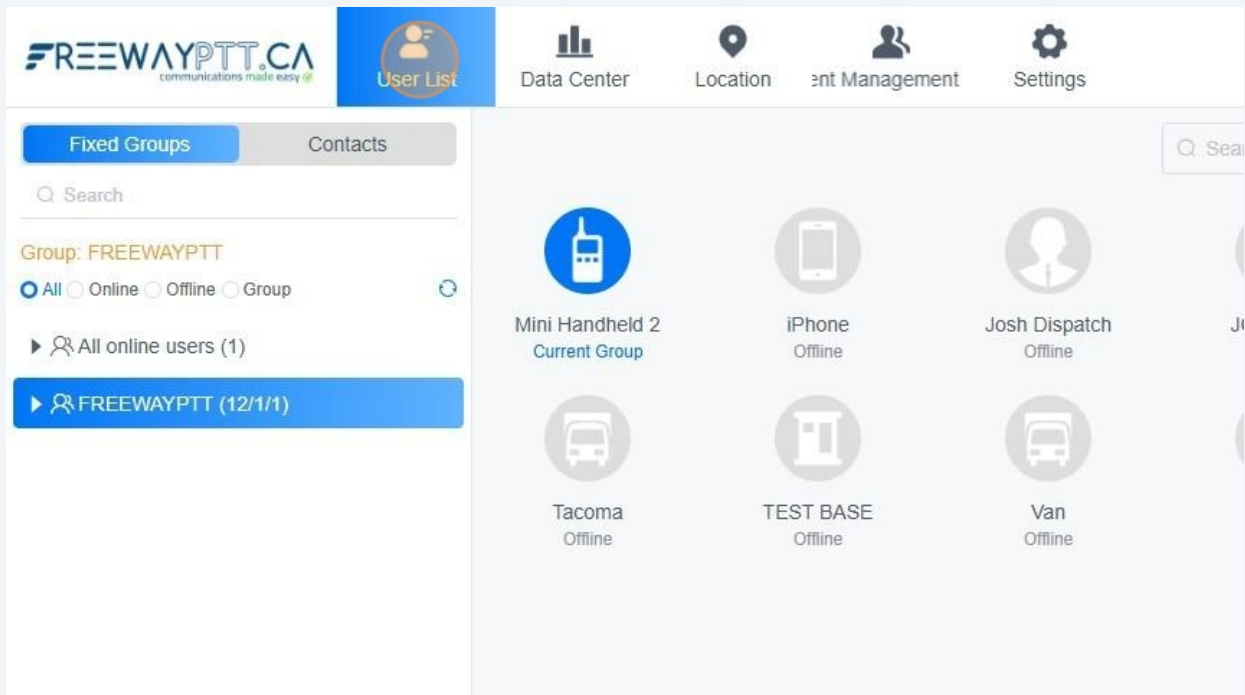 FREEWAYPTT.CA
communications made easy
User List
Data Center
Location
ent Management
Settings
Fixed Groups
Contacts
Search
Group: FREEWAYPTT
All Online Offline Group
All online users (1)
FREEWAYPTT (12/1/1)
Sear
Mini Handheld 2
Current Group
iPhone
Offline
Josh Dispatch
Offline
Tacoma
Offline
TEST BASE
Offline
Van
Offline